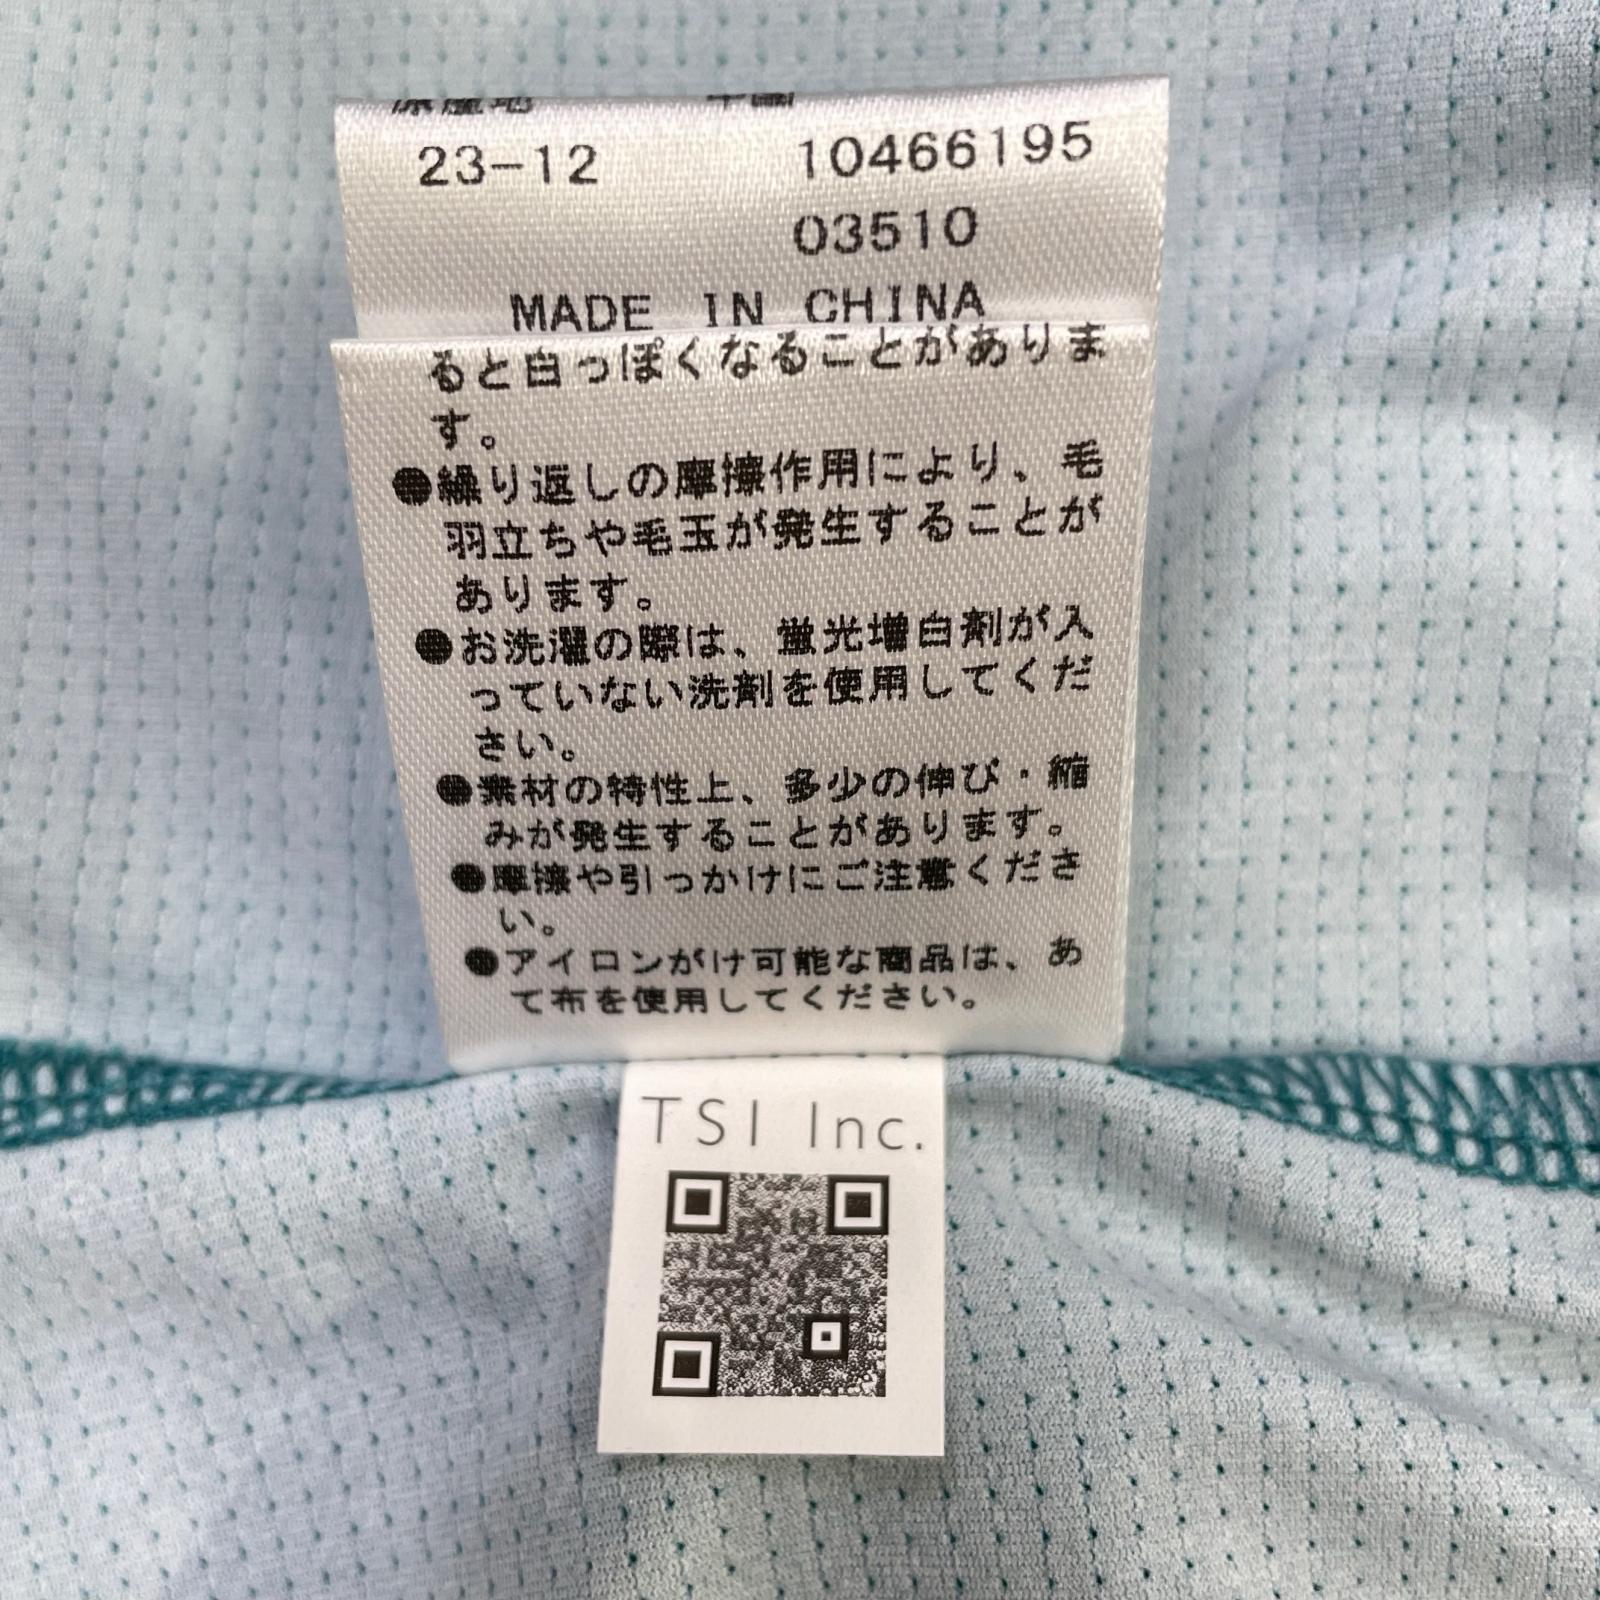 原産地 中国
23-12 10466195
03510
MADE IN CHINA
ると白っぽくなることがありま
す。
●繰り返しの摩擦作用により、毛
羽立ちや毛玉が発生することが
あります。
●お洗濯の際は、蛍光増白剤が入
っていない洗剤を使用してくだ
さい。
●素材の特性上、多少の伸び・縮
みが発生することがあります。
●摩擦や引っかけにご注意くださ
い。
●アイロンがけ可能な商品は、あ
て布を使用してください。
TSI Inc.